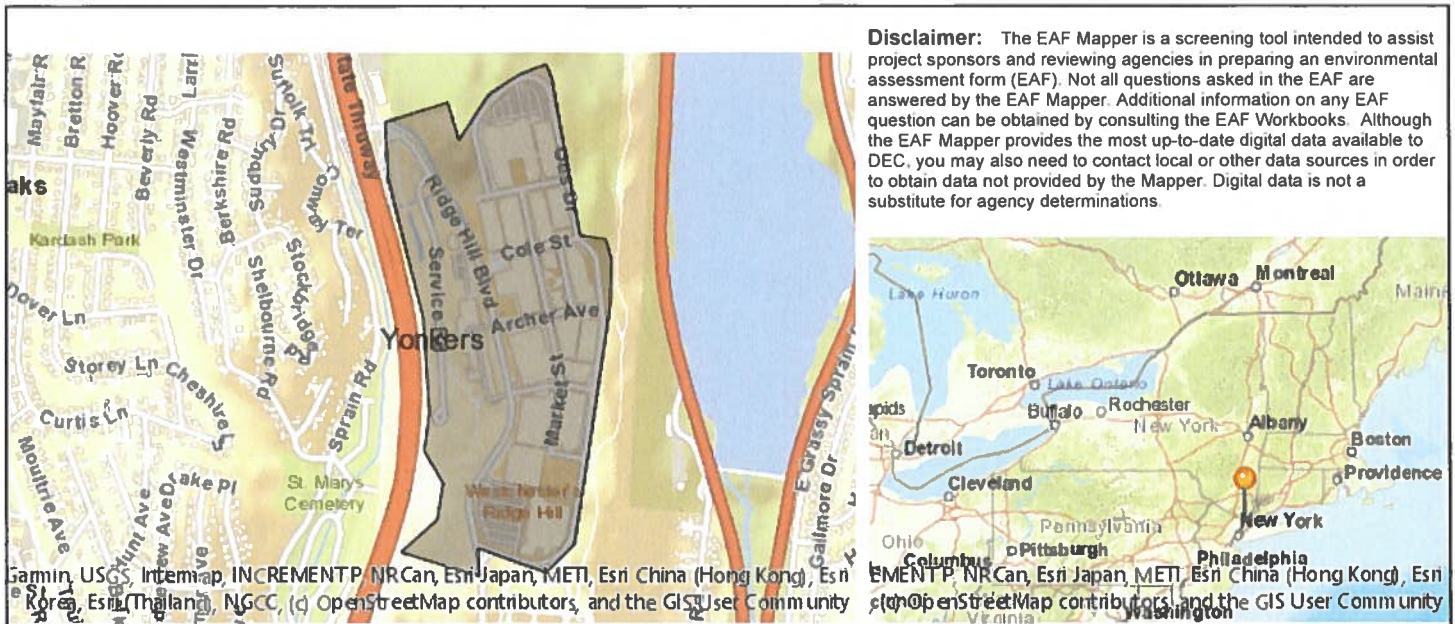 Disclaimer: The EAF Mapper is a screening tool intended to assist
project sponsors and reviewing agencies in preparing an environmental
assessment form (EAF). Not all questions asked in the EAF are
answered by the EAF Mapper. Additional information on any EAF
question can be obtained by consulting the EAF Workbooks. Although
the EAF Mapper provides the most up-to-date digital data available to
DEC, you may also need to contact local or other data sources in order
to obtain data not provided by the Mapper. Digital data is not a
substitute for agency determinations.
Mayfair R
Bretton R
Hoover Rd
Beverly Rd
Larri
Westminster Dr
Berkshire Rd
Sudbury Dr
Suffolk Trl
Cornwall Ter
tate Thruway
aks
Kardash Park
Stockbridge Rd
Shelbourne Rd
Dover Ln
Storey Ln
Cheshire L
Curtis Ln
Sprain Rd
Moultrie Ave
Hunt Ave
Lake Pl
St. Marys
Cemetery
Ridge Hill Blvd
Service Rd
Cole St
Archer Ave
Market St
Yonkers
Westchester's
Ridge Hill
E Grassy Sprain
Gailmore Dr
Garmin, USGS, Intermap, INCREMENT P, NRCan, Esri Japan, METI, Esri China (Hong Kong), Esri
Korea, Esri (Thailand), NGCC, (c) OpenStreetMap contributors, and the GIS User Community
Ottawa
Montreal
Maine
Lake Huron
Toronto
Lake Ontario
Buffalo
Rochester
New York
Albany
Boston
apids
Detroit
Providence
Cleveland
New York
Pennsylvania
Ohio
Pittsburgh
Columbus
Philadelphia
EMENT P, NRCan, Esri Japan, METI, Esri China (Hong Kong), Esri
(c) OpenStreetMap contributors, and the GIS User Community
Washington
Virginia